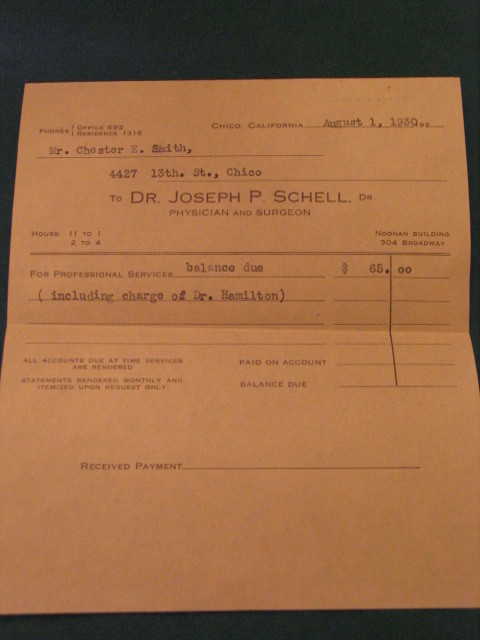 PHONES { OFFICE 692
RESIDENCE 1318
CHICO, CALIFORNIA August 1, 1930, 93
Mr. Chester E. Smith,
4427 13th. St., Chico
TO DR. JOSEPH P. SCHELL, DR
PHYSICIAN AND SURGEON
HOURS: 11 TO 1
2 TO 4
NOONAN BUILDING
304 BROADWAY
FOR PROFESSIONAL SERVICES balance due $ 65. 00
( including charge of Dr. Hamilton)
ALL ACCOUNTS DUE AT TIME SERVICES
ARE RENDERED
PAID ON ACCOUNT
STATEMENTS RENDERED MONTHLY AND
ITEMIZED UPON REQUEST ONLY
BALANCE DUE
RECEIVED PAYMENT